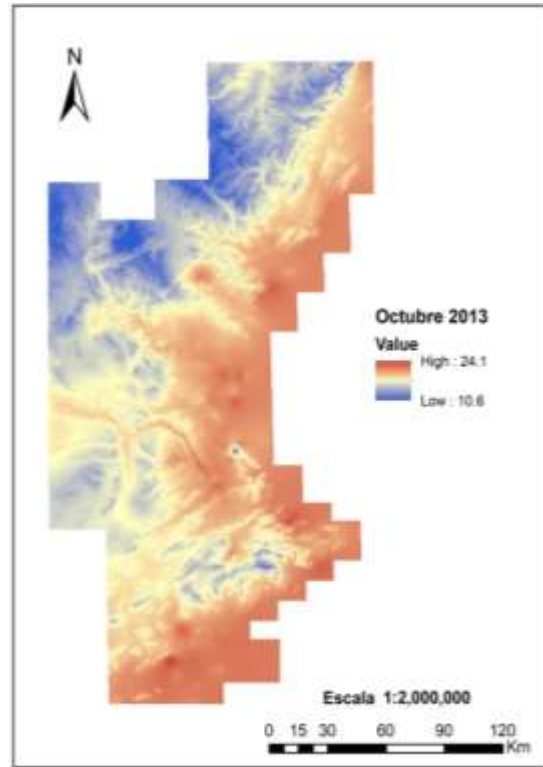 N
Octubre 2013
Value
High : 24.1
Low : 10.6
Escala 1:2,000,000
0 15 30 60 90 120
Km